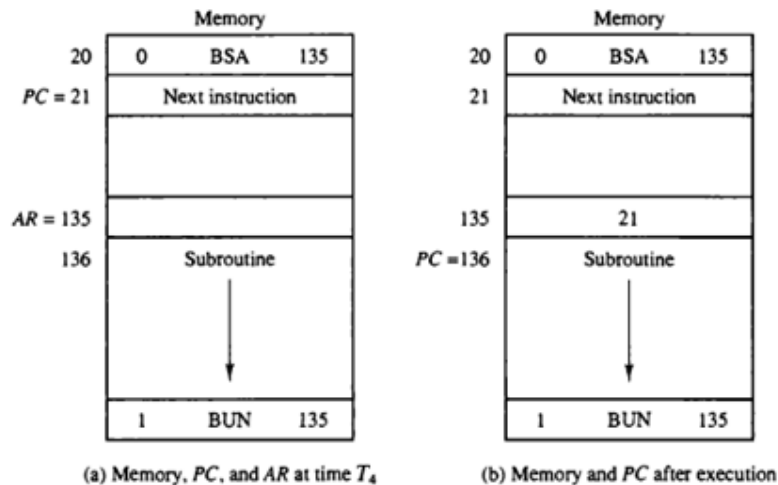 Memory
20 0 BSA 135
PC = 21 Next instruction
AR = 135
136 Subroutine
1 BUN 135
(a) Memory, PC, and AR at time T₄
Memory
20 0 BSA 135
21 Next instruction
135 21
PC =136 Subroutine
1 BUN 135
(b) Memory and PC after execution